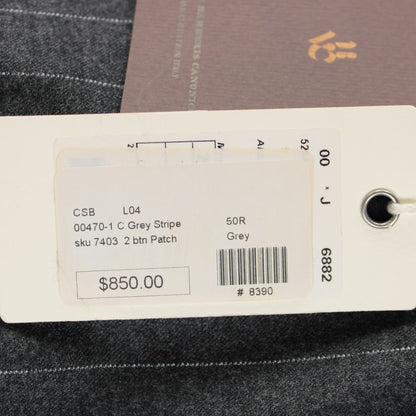 CSB L04
00470-1 C Grey Stripe
sku 7403 2 btn Patch
$850.00
50R
Grey
# 8390
52
00 * J 6882
2